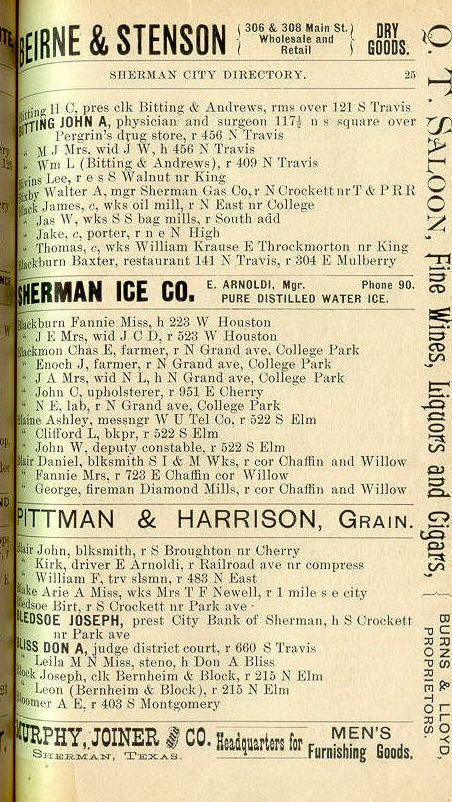 BEIRNE & STENSON { 306 & 308 Main St. Wholesale and Retail } DRY GOODS.
SHERMAN CITY DIRECTORY. 25
Bitting H C, pres clk Bitting & Andrews, rms over 121 S Travis
BITTING JOHN A, physician and surgeon 117½ n s square over
Pergrin's drug store, r 456 N Travis
" M J Mrs, wid J W, h 456 N Travis
" Wm L (Bitting & Andrews), r 409 N Travis
Bivins Lee, r e s S Walnut nr King
Bixby Walter A, mgr Sherman Gas Co, r N Crockett nr T & P R R
Black James, c, wks oil mill, r N East nr College
" Jas W, wks S S bag mills, r South add
" Jake, c, porter, r n e N High
" Thomas, c, wks William Krause E Throckmorton nr King
Blackburn Baxter, restaurant 141 N Travis, r 304 E Mulberry
SHERMAN ICE CO. E. ARNOLDI, Mgr. Phone 90.
PURE DISTILLED WATER ICE.
Blackburn Fannie Miss, h 223 W Houston
" J E Mrs, wid J C D, r 523 W Houston
Blackmon Chas E, farmer, r N Grand ave, College Park
" Enoch J, farmer, r N Grand ave, College Park
" J A Mrs, wid N L, h N Grand ave, College Park
" John C, upholsterer, r 951 E Cherry
" N E, lab, r N Grand ave, College Park
Blaine Ashley, messngr W U Tel Co, r 522 S Elm
" Clifford L, bkpr, r 522 S Elm
" John W, deputy constable, r 522 S Elm
Blair Daniel, blksmith S I & M Wks, r cor Chaffin and Willow
" Fannie Mrs, r 723 E Chaffin cor Willow
" George, fireman Diamond Mills, r cor Chaffin and Willow
PITTMAN & HARRISON, GRAIN.
Blair John, blksmith, r S Broughton nr Cherry
" Kirk, driver E Arnoldi, r Railroad ave nr compress
" William F, trv slsmn, r 483 N East
Blake Arie A Miss, wks Mrs T F Newell, r 1 mile s e city
Bledsoe Birt, r S Crockett nr Park ave
BLEDSOE JOSEPH, prest City Bank of Sherman, h S Crockett
nr Park ave
BLISS DON A, judge district court, r 660 S Travis
" Leila M N Miss, steno, h Don A Bliss
Block Joseph, clk Bernheim & Block, r 215 N Elm
" Leon (Bernheim & Block), r 215 N Elm
Bloomer A E, r 403 S Montgomery
MURPHY, JOINER & CO. Headquarters for MEN'S
SHERMAN, TEXAS. Furnishing Goods.
Q. T. SALOON, Fine Wines, Liquors and Cigars, { BURNS & LLOYD,
PROPRIETORS.